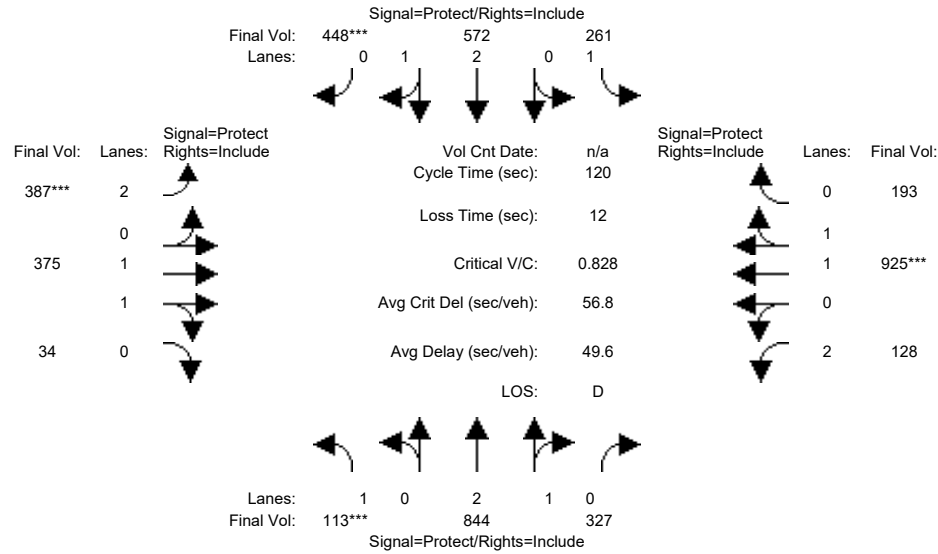 Signal=Protect/Rights=Include
Final Vol: 448*** 572 261
Lanes: 0 1 2 0 1
Signal=Protect
Final Vol: Lanes: Rights=Include
Vol Cnt Date: n/a
Signal=Protect
Rights=Include Lanes: Final Vol:
Cycle Time (sec): 120
387*** 2
0 193
Loss Time (sec): 12
0
1
375 1
Critical V/C: 0.828
1 925***
1
Avg Crit Del (sec/veh): 56.8
0
34 0
Avg Delay (sec/veh): 49.6
2 128
LOS: D
Lanes: 1 0 2 1 0
Final Vol: 113*** 844 327
Signal=Protect/Rights=Include